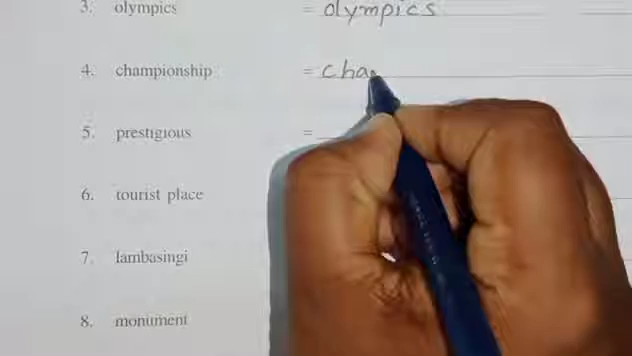 3. olympics = olympics
4. championship = cha
5. prestigious =
6. tourist place
7. lambasingi
8. monument